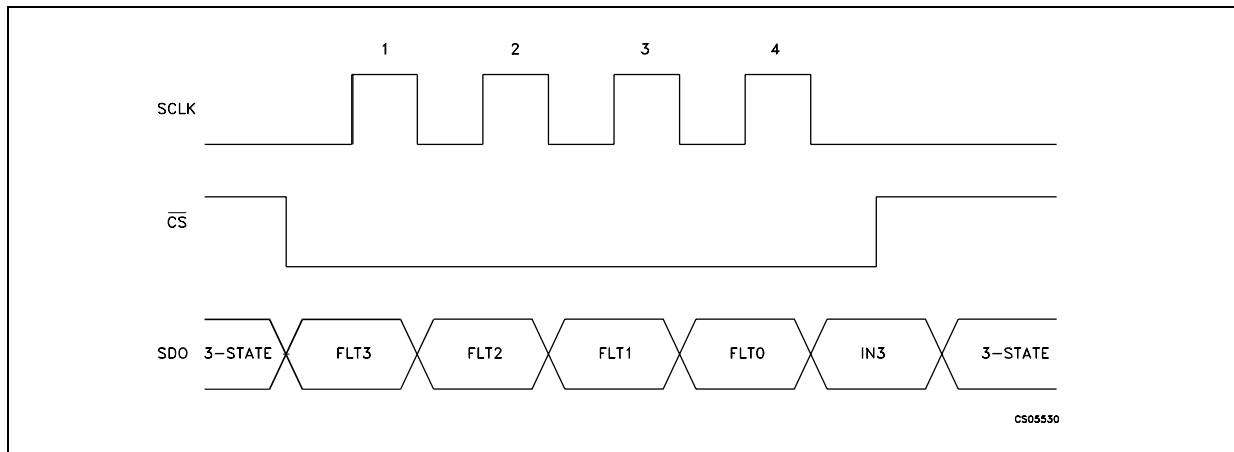 1 2 3 4
SCLK
CS
SDO 3-STATE FLT3 FLT2 FLT1 FLT0 IN3 3-STATE
CS05530